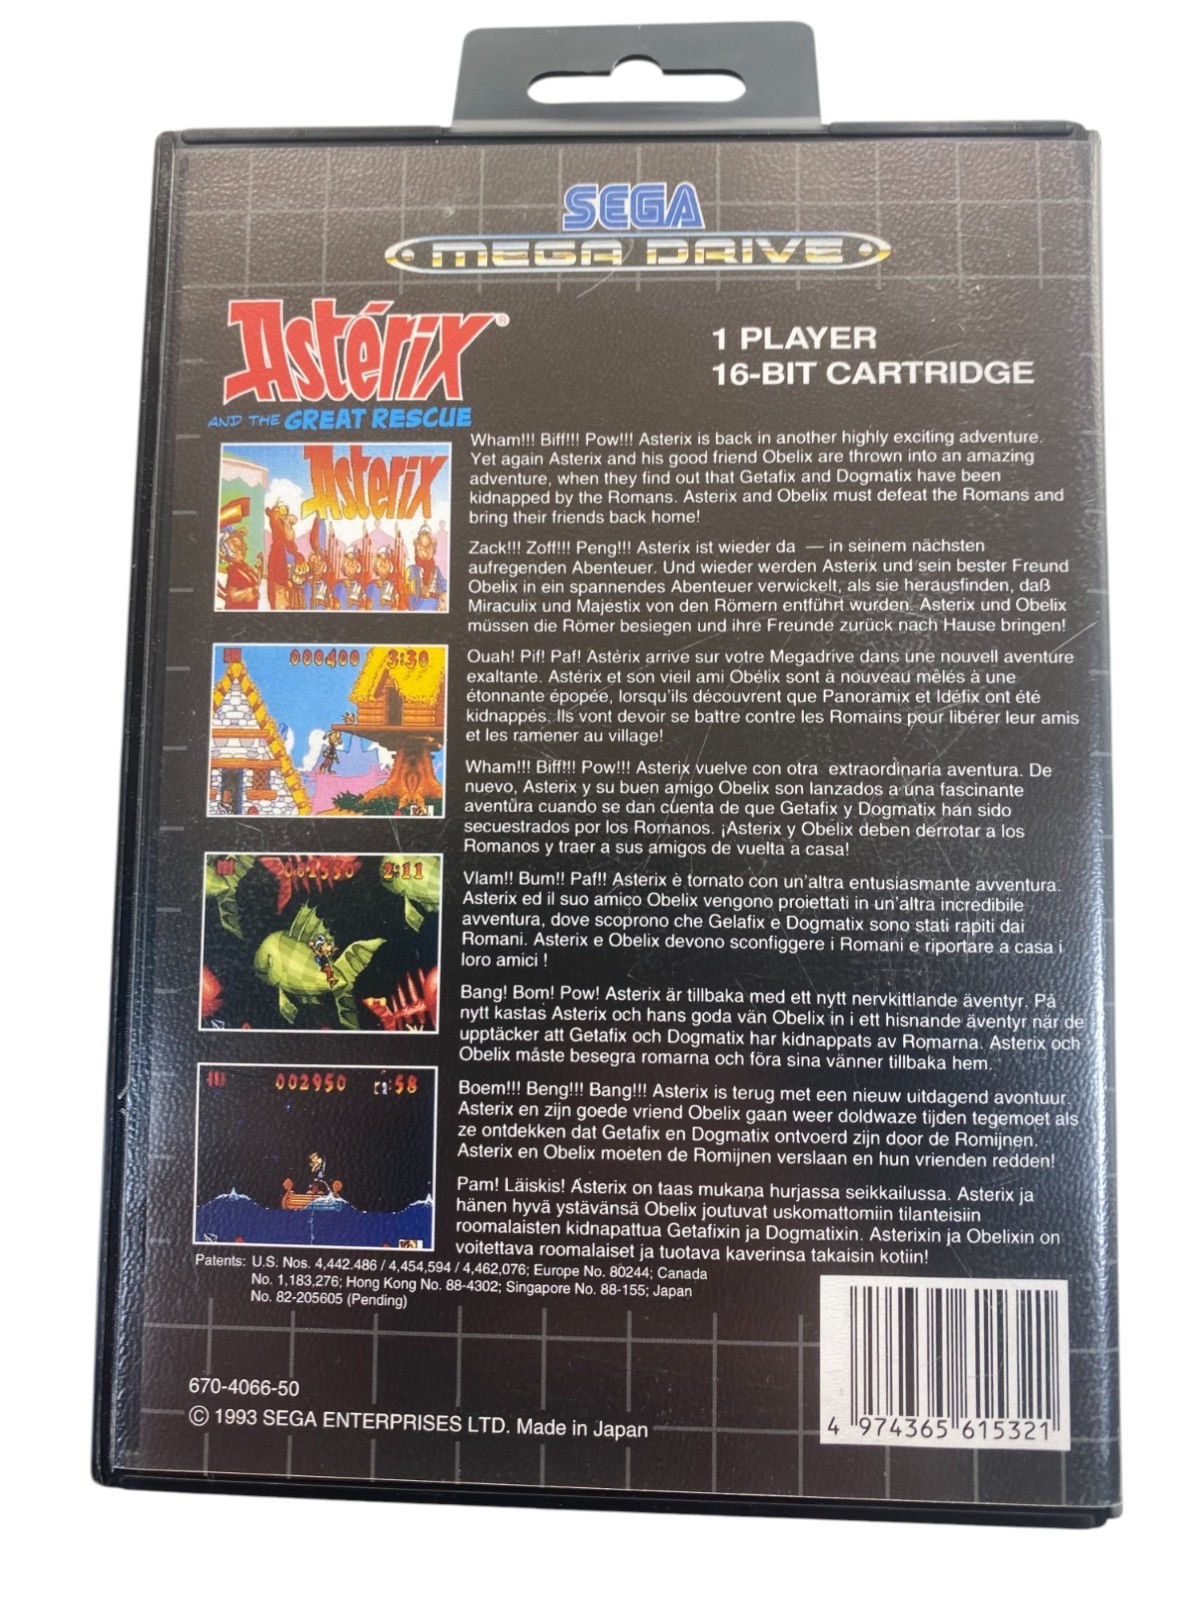 SEGA
MEGA DRIVE
Astérix®
AND THE GREAT RESCUE
1 PLAYER
16-BIT CARTRIDGE
Wham!!! Biff!!! Pow!!! Asterix is back in another highly exciting adventure.
Yet again Asterix and his good friend Obelix are thrown into an amazing
adventure, when they find out that Getafix and Dogmatix have been
kidnapped by the Romans. Asterix and Obelix must defeat the Romans and
bring their friends back home!
Zack!!! Zoff!!! Peng!!! Asterix ist wieder da — in seinem nächsten
aufregenden Abenteuer. Und wieder werden Asterix und sein bester Freund
Obelix in ein spannendes Abenteuer verwickelt, als sie herausfinden, daß
Miraculix und Majestix von den Römern entführt wurden. Asterix und Obelix
müssen die Römer besiegen und ihre Freunde zurück nach Hause bringen!
Ouah! Pif! Paf! Astérix arrive sur votre Megadrive dans une nouvell aventure
exaltante. Astérix et son vieil ami Obélix sont à nouveau mêlés à une
étonnante épopée, lorsqu'ils découvrent que Panoramix et Idéfix ont été
kidnappés. Ils vont devoir se battre contre les Romains pour libérer leur amis
et les ramener au village!
Wham!!! Biff!!! Pow!!! Asterix vuelve con otra extraordinaria aventura. De
nuevo, Asterix y su buen amigo Obelix son lanzados a una fascinante
aventura cuando se dan cuenta de que Getafix y Dogmatix han sido
secuestrados por los Romanos. ¡Asterix y Obelix deben derrotar a los
Romanos y traer a sus amigos de vuelta a casa!
Vlam!! Bum!! Paf!! Asterix è tornato con un'altra entusiasmante avventura.
Asterix ed il suo amico Obelix vengono proiettati in un'altra incredibile
avventura, dove scoprono che Gelafix e Dogmatix sono stati rapiti dai
Romani. Asterix e Obelix devono sconfiggere i Romani e riportare a casa i
loro amici !
Bang! Bom! Pow! Asterix är tillbaka med ett nytt nervkittlande äventyr. På
nytt kastas Asterix och hans goda vän Obelix in i ett hisnande äventyr när de
upptäcker att Getafix och Dogmatix har kidnappats av Romarna. Asterix och
Obelix måste besegra romarna och föra sina vänner tillbaka hem.
Boem!!! Beng!!! Bang!!! Asterix is terug met een nieuw uitdagend avontuur.
Asterix en zijn goede vriend Obelix gaan weer doldwaze tijden tegemoet als
ze ontdekken dat Getafix en Dogmatix ontvoerd zijn door de Romijnen.
Asterix en Obelix moeten de Romijnen verslaan en hun vrienden redden!
Pam! Läiskis! Asterix on taas mukana hurjassa seikkailussa. Asterix ja
hänen hyvä ystävänsä Obelix joutuvat uskomattomiin tilanteisiin
roomalaisten kidnapattua Getafixin ja Dogmatixin. Asterixin ja Obelixin on
voitettava roomalaiset ja tuotava kaverinsa takaisin kotiin!
Asterix
000400 3:30
001550 2:11
002950 :58
Patents: U.S. Nos. 4,442.486 / 4,454,594 / 4,462,076; Europe No. 80244; Canada
No. 1,183,276; Hong Kong No. 88-4302; Singapore No. 88-155; Japan
No. 82-205605 (Pending)
670-4066-50
© 1993 SEGA ENTERPRISES LTD. Made in Japan
4 974365 615321